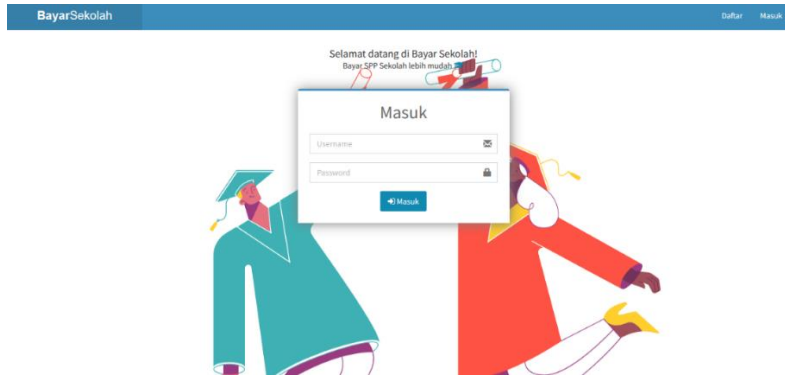 BayarSekolah
Daftar Masuk
Selamat datang di Bayar Sekolah!
Bayar SPP Sekolah lebih mudah
Masuk
Username
Password
Masuk